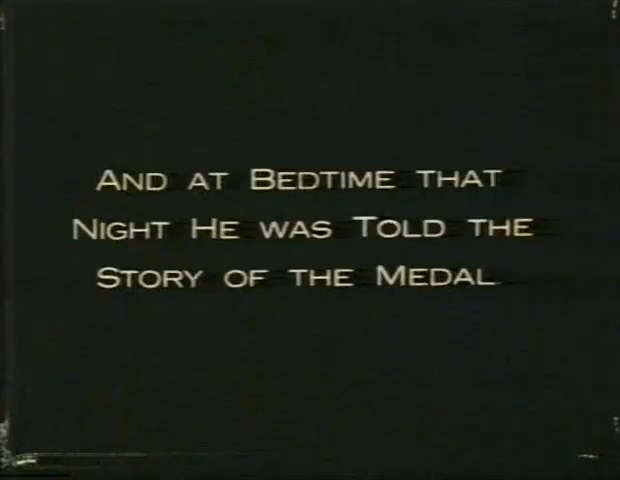 And at Bedtime that
Night He was Told the
Story of the Medal